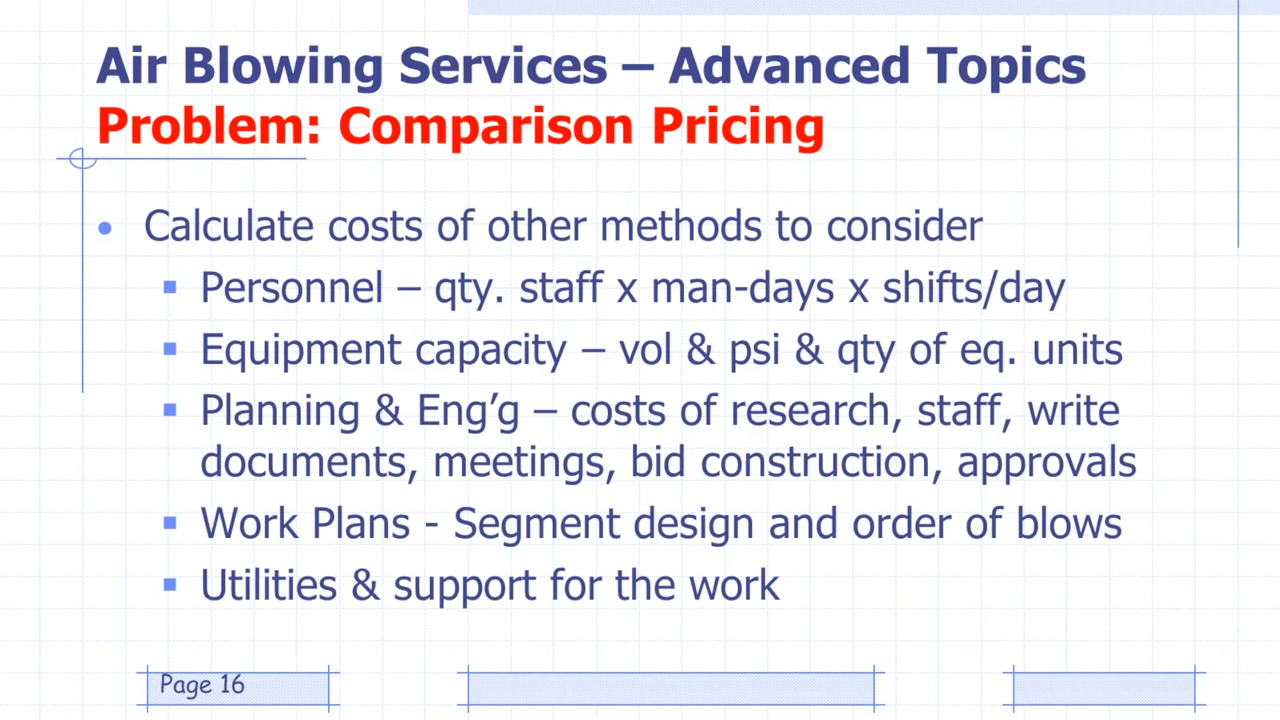 Air Blowing Services – Advanced Topics
Problem: Comparison Pricing
• Calculate costs of other methods to consider
▪ Personnel – qty. staff x man-days x shifts/day
▪ Equipment capacity – vol & psi & qty of eq. units
▪ Planning & Eng’g – costs of research, staff, write
documents, meetings, bid construction, approvals
▪ Work Plans - Segment design and order of blows
▪ Utilities & support for the work
Page 16